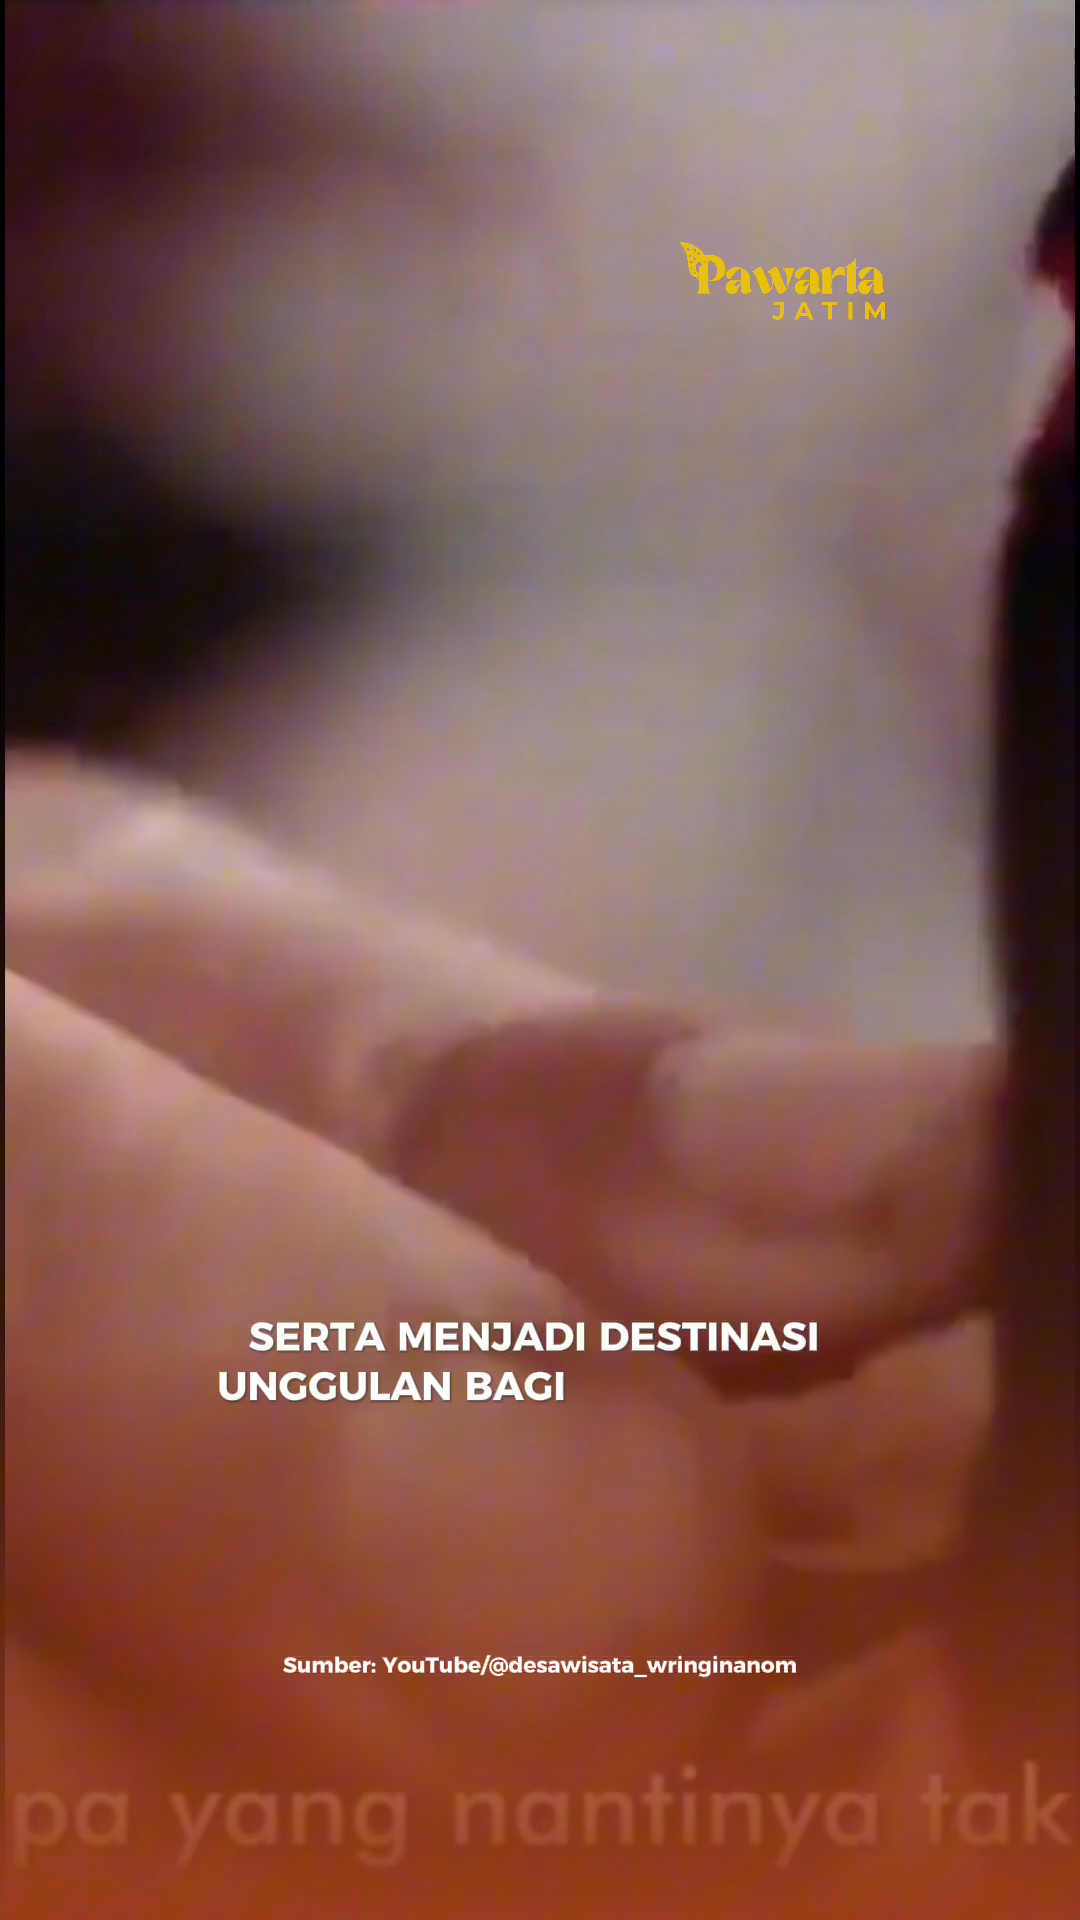 Pawarta
JATIM
SERTA MENJADI DESTINASI
UNGGULAN BAGI
Sumber: YouTube/@desawisata_wringinanom
pa yang nantinya tak